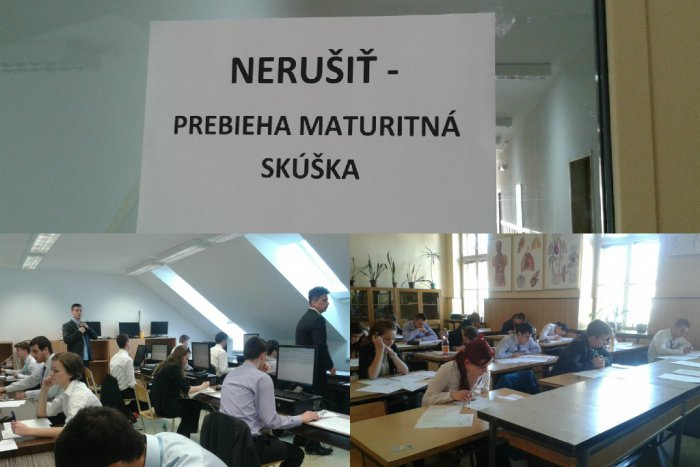 NERUŠIŤ -
PREBIEHA MATURITNÁ
SKÚŠKA